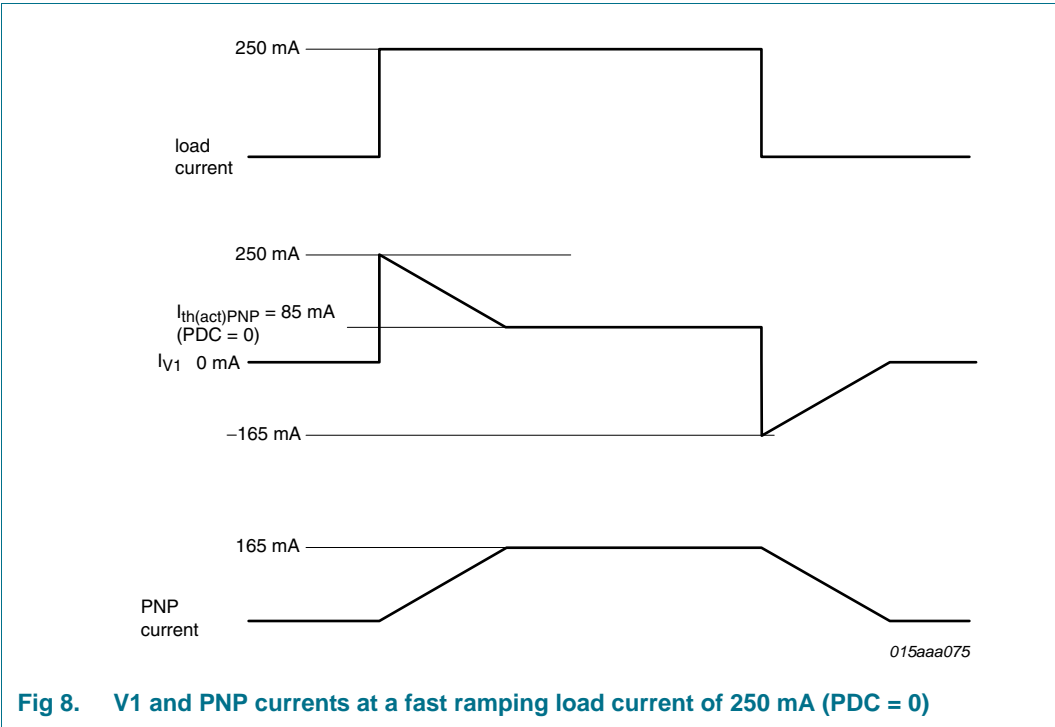 250 mA
load
current
250 mA
Ith(act)PNP = 85 mA
(PDC = 0)
IV1 0 mA
−165 mA
165 mA
PNP
current
015aaa075
Fig 8. V1 and PNP currents at a fast ramping load current of 250 mA (PDC = 0)